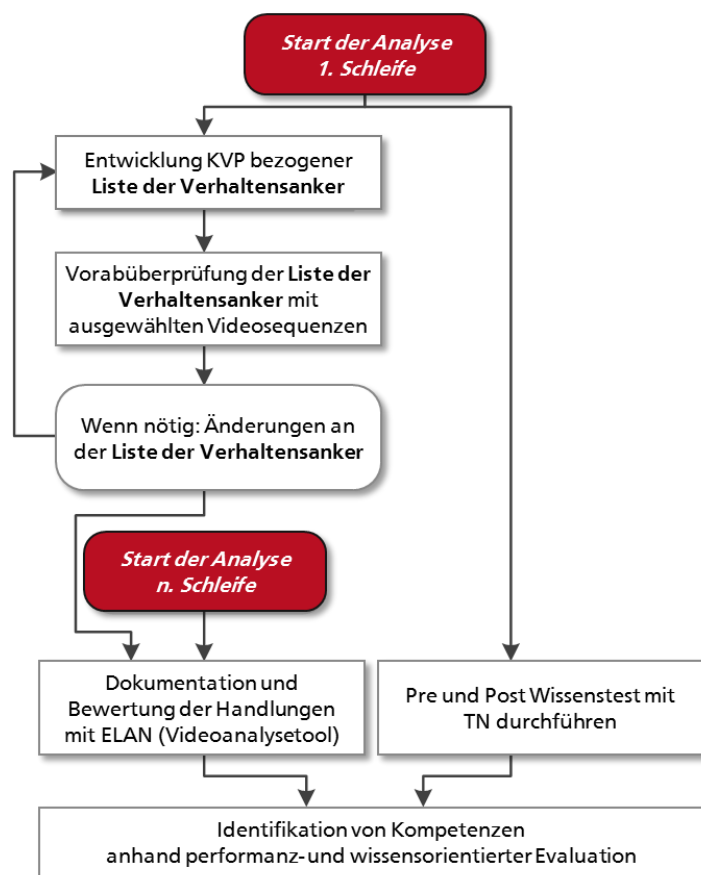 Start der Analyse
1. Schleife
Entwicklung KVP bezogener
Liste der Verhaltensanker
Vorabüberprüfung der Liste der
Verhaltensanker mit
ausgewählten Videosequenzen
Wenn nötig: Änderungen an
der Liste der Verhaltensanker
Start der Analyse
n. Schleife
Dokumentation und
Bewertung der Handlungen
mit ELAN (Videoanalysetool)
Pre und Post Wissenstest mit
TN durchführen
Identifikation von Kompetenzen
anhand performanz- und wissensorientierter Evaluation